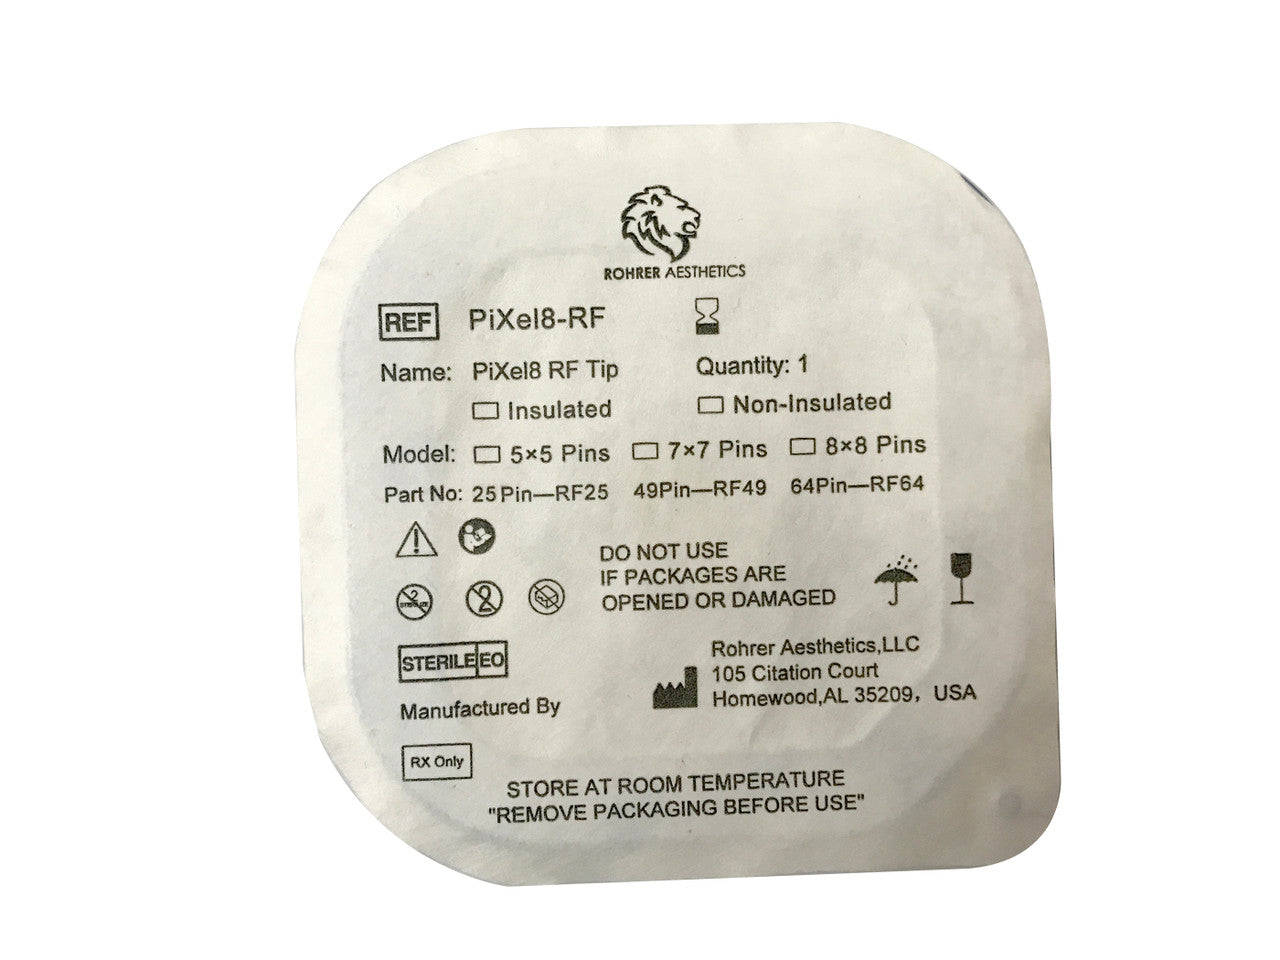 ROHRER AESTHETICS
REF PiXel8-RF
Name: PiXel8 RF Tip Quantity: 1
Insulated Non-Insulated
Model: 5×5 Pins 7×7 Pins 8×8 Pins
Part No: 25Pin—RF25 49Pin—RF49 64Pin—RF64
DO NOT USE
IF PACKAGES ARE
OPENED OR DAMAGED
2
STERILIZE
2
STERILE EO
Rohrer Aesthetics,LLC
105 Citation Court
Homewood,AL 35209, USA
Manufactured By
RX Only
STORE AT ROOM TEMPERATURE
"REMOVE PACKAGING BEFORE USE"